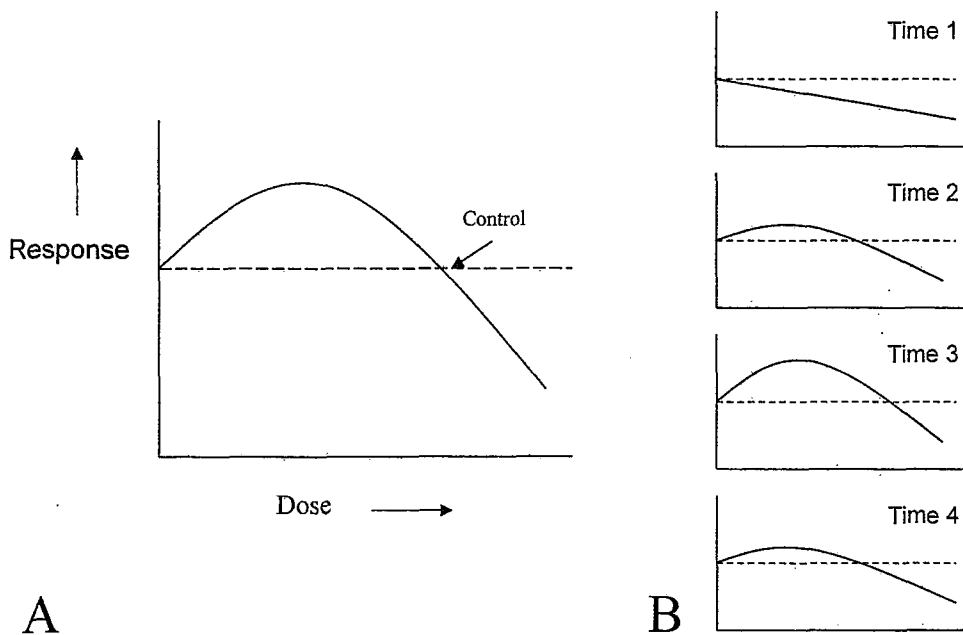 Control
Response
Dose
A
Time 1
Time 2
Time 3
Time 4
B